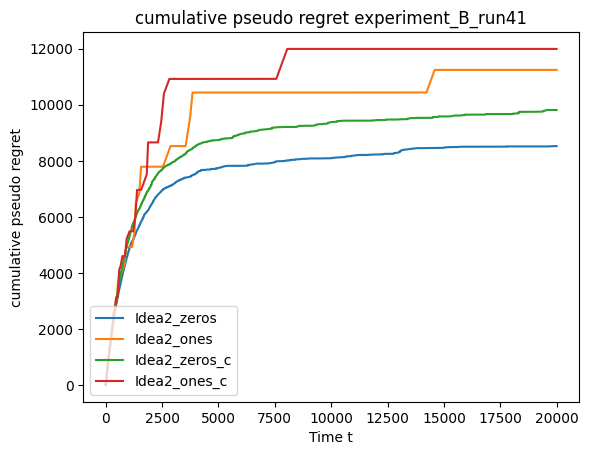 cumulative pseudo regret experiment_B_run41
cumulative pseudo regret
12000
10000
8000
6000
4000
2000
0
Idea2_zeros
Idea2_ones
Idea2_zeros_c
Idea2_ones_c
0 2500 5000 7500 10000 12500 15000 17500 20000
Time t